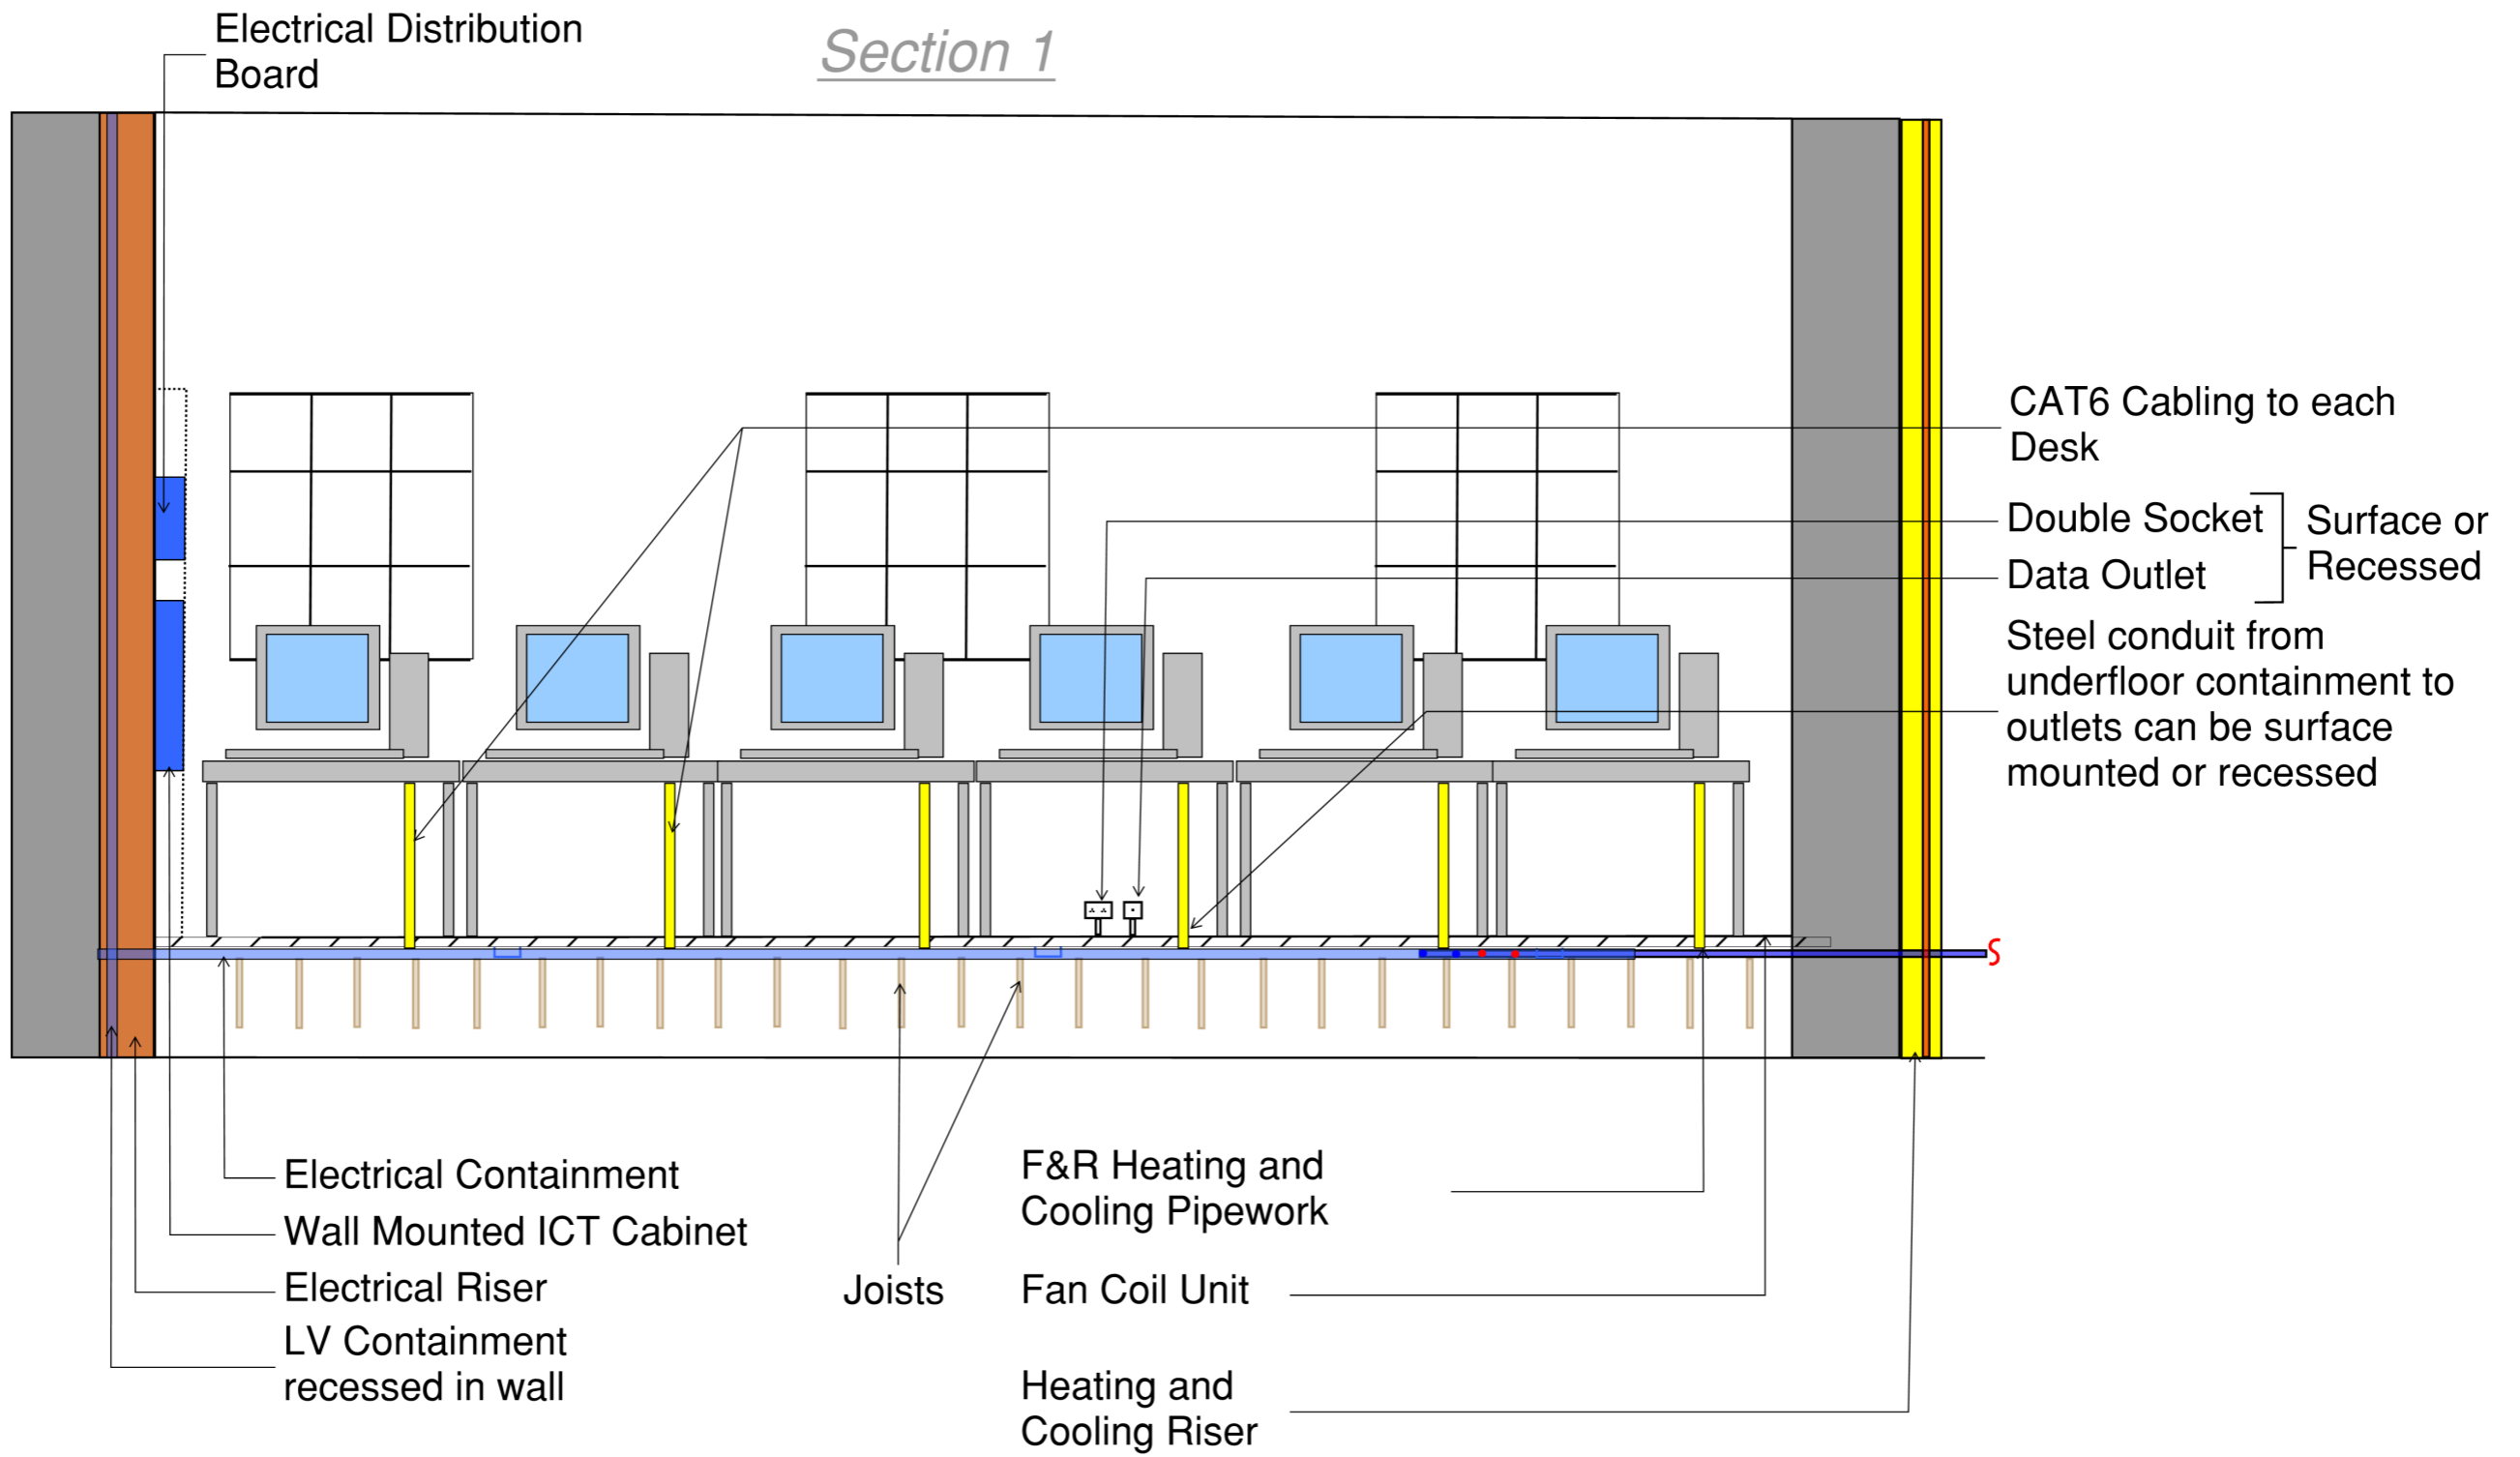 Electrical Distribution
Board
Section 1
CAT6 Cabling to each
Desk
Double Socket
Data Outlet
Surface or
Recessed
Steel conduit from
underfloor containment to
outlets can be surface
mounted or recessed
Electrical Containment
Wall Mounted ICT Cabinet
Electrical Riser
LV Containment
recessed in wall
Joists
F&R Heating and
Cooling Pipework
Fan Coil Unit
Heating and
Cooling Riser